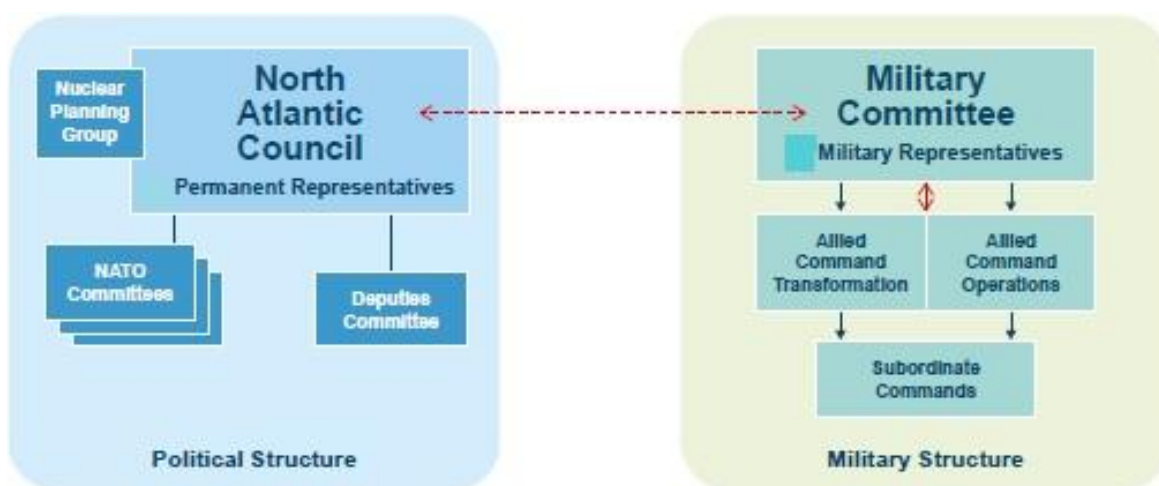 Nuclear
Planning
Group
North
Atlantic
Council
Permanent Representatives
NATO
Committees
Deputies
Committee
Political Structure
Military
Committee
Military Representatives
Allied
Command
Transformation
Allied
Command
Operations
Subordinate
Commands
Military Structure